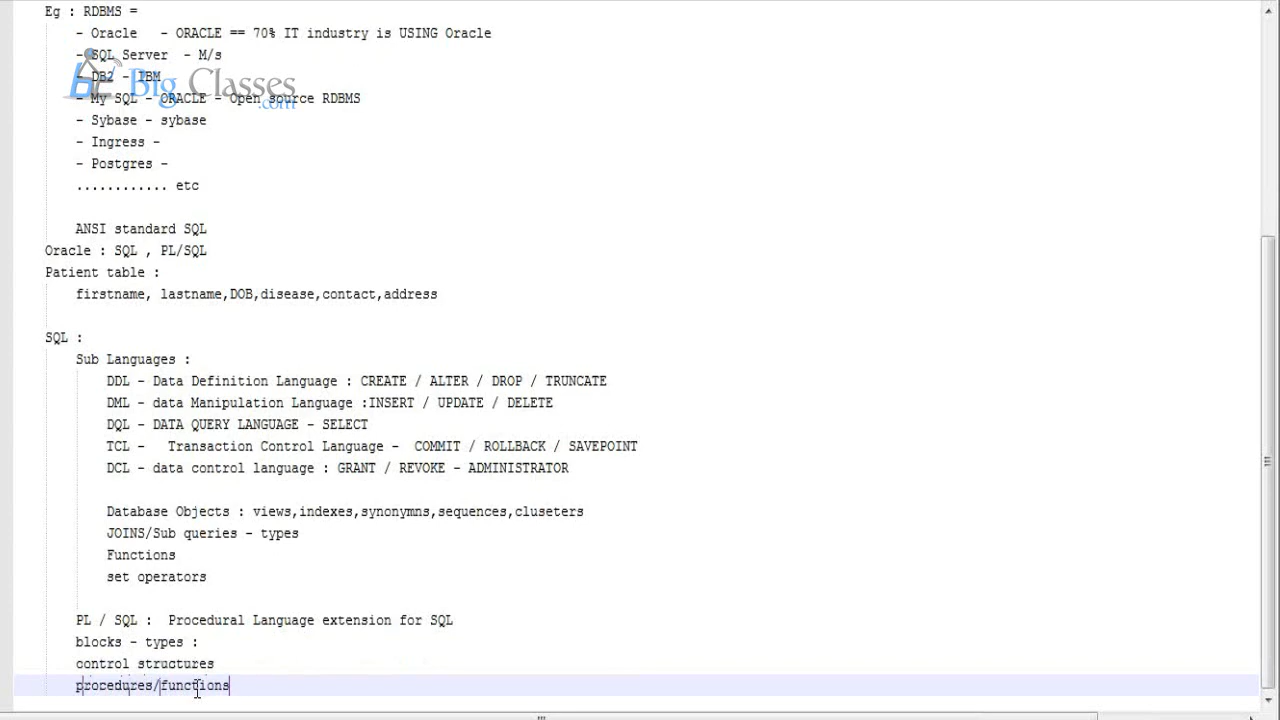 Eg : RDBMS =
- Oracle - ORACLE == 70% IT industry is USING Oracle
- SQL Server - M/s
- DB2 - IBM
Big Classes
.com
- My SQL - ORACLE - Open source RDBMS
- Sybase - sybase
- Ingress -
- Postgres -
............ etc
ANSI standard SQL
Oracle : SQL , PL/SQL
Patient table :
firstname, lastname,DOB,disease,contact,address
SQL :
Sub Languages :
DDL - Data Definition Language : CREATE / ALTER / DROP / TRUNCATE
DML - data Manipulation Language :INSERT / UPDATE / DELETE
DQL - DATA QUERY LANGUAGE - SELECT
TCL - Transaction Control Language - COMMIT / ROLLBACK / SAVEPOINT
DCL - data control language : GRANT / REVOKE - ADMINISTRATOR
Database Objects : views,indexes,synonymns,sequences,cluseters
JOINS/Sub queries - types
Functions
set operators
PL / SQL : Procedural Language extension for SQL
blocks - types :
control structures
procedures/functions